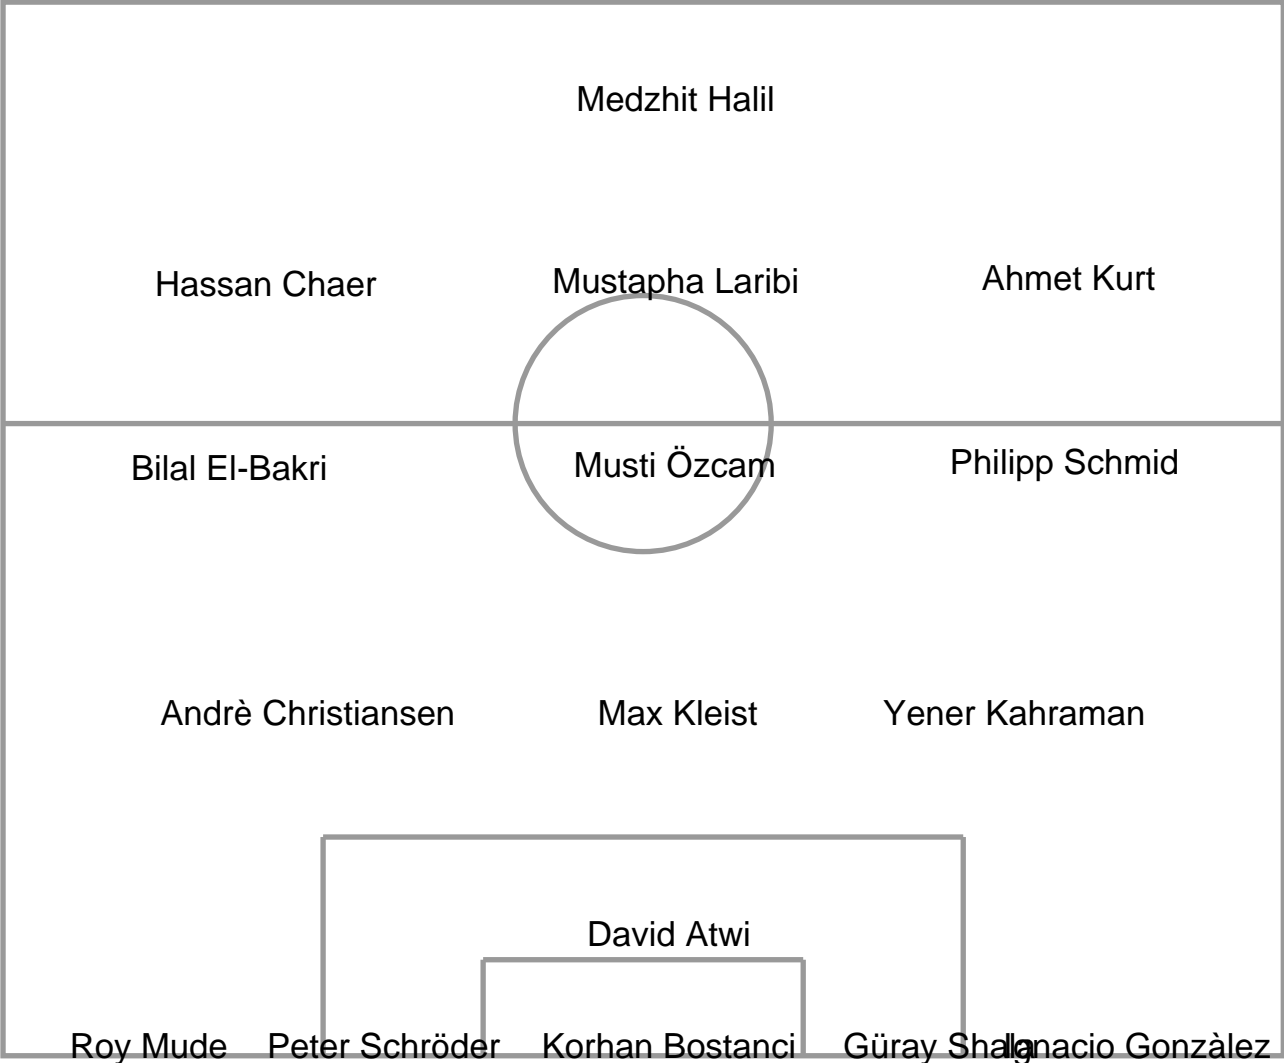 Medzhit Halil
Hassan Chaer Mustapha Laribi Ahmet Kurt
Bilal El-Bakri Musti Özcam Philipp Schmid
Andrè Christiansen Max Kleist Yener Kahraman
David Atwi
Roy Mude Peter Schröder Korhan Bostanci Güray Ignacio Gonzàlez